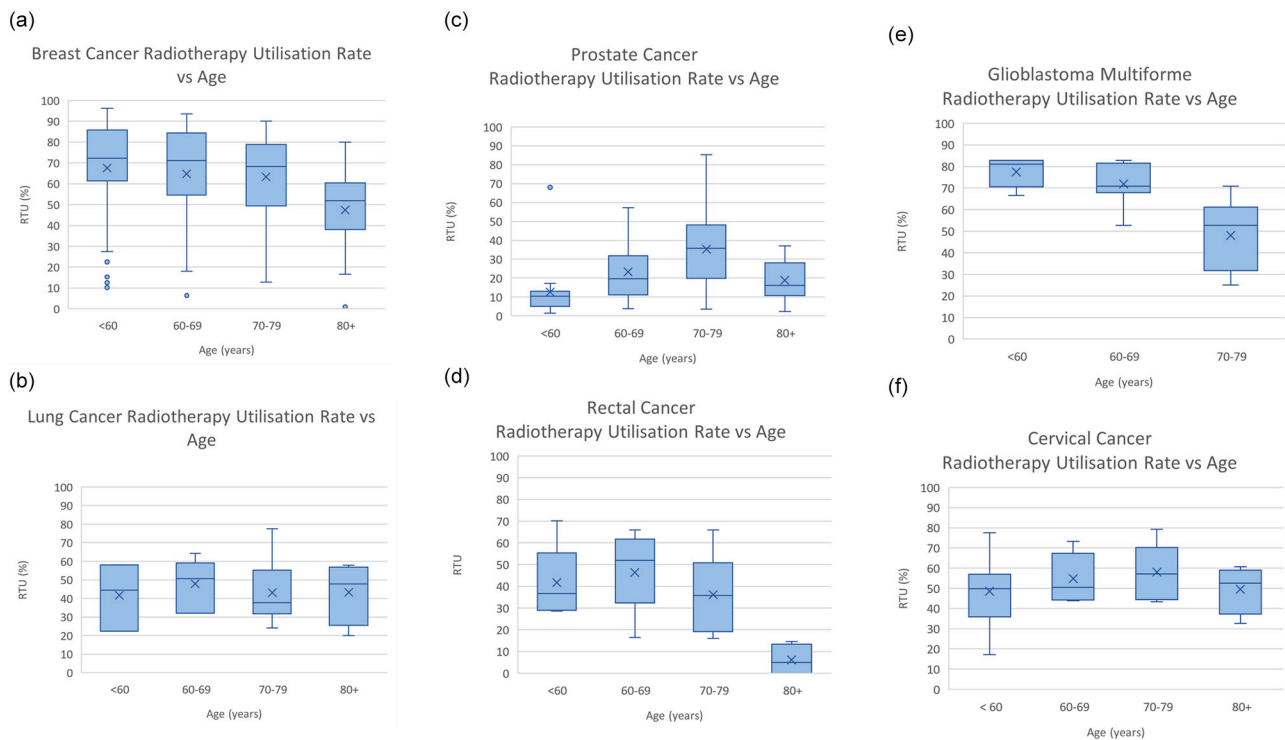 (a)
Breast Cancer Radiotherapy Utilisation Rate
vs Age
100
90
80
70
60
50
40
30
20
10
0
RTU (%)
<60
60-69
70-79
80+
Age (years)
(b)
Lung Cancer Radiotherapy Utilisation Rate vs
Age
100
90
80
70
60
50
40
30
20
10
0
RTU (%)
<60
60-69
70-79
80+
Age (years)
(c)
Prostate Cancer
Radiotherapy Utilisation Rate vs Age
100
90
80
70
60
50
40
30
20
10
0
RTU (%)
<60
60-69
70-79
80+
Age (years)
(d)
Rectal Cancer
Radiotherapy Utilisation Rate vs Age
100
90
80
70
60
50
40
30
20
10
0
RTU
<60
60-69
70-79
80+
Age (years)
(e)
Glioblastoma Multiforme
Radiotherapy Utilisation Rate vs Age
100
90
80
70
60
50
40
30
20
10
0
RTU (%)
<60
60-69
70-79
Age (years)
(f)
Cervical Cancer
Radiotherapy Utilisation Rate vs Age
100
90
80
70
60
50
40
30
20
10
0
RTU (%)
< 60
60-69
70-79
80+
Age (years)